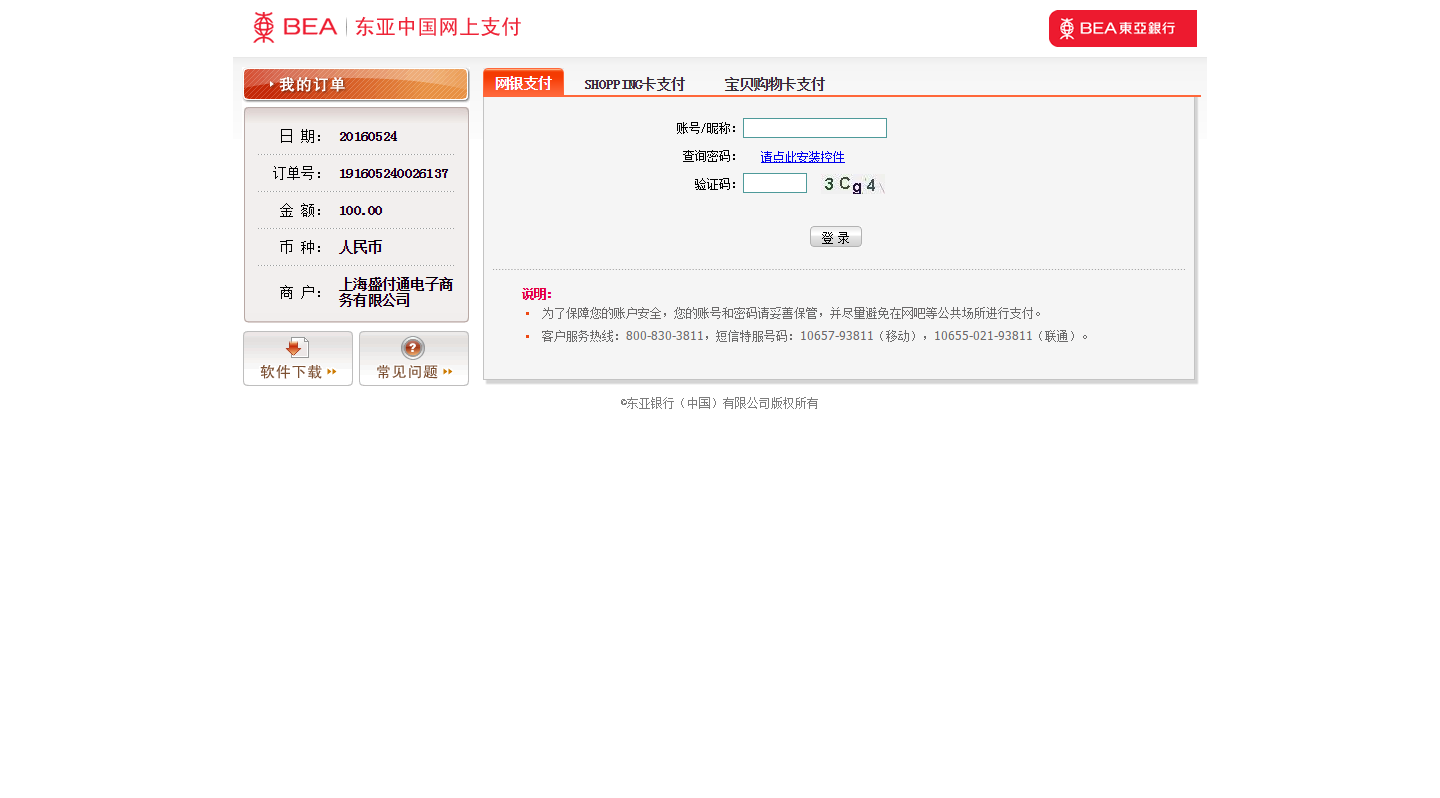 BEA 东亚中国网上支付
BEA東亞銀行
我的订单
网银支付 SHOPPING卡支付 宝贝购物卡支付
日 期： 20160524
订单号： 191605240026137
金 额： 100.00
币 种： 人民币
商 户： 上海盛付通电子商
务有限公司
软件下载
常见问题
账号/昵称：
查询密码： 请点此安装控件
验证码： 3Cg4
登 录
说明：
为了保障您的账户安全，您的账号和密码请妥善保管，并尽量避免在网吧等公共场所进行支付。
客户服务热线：800-830-3811，短信特服号码：10657-93811（移动），10655-021-93811（联通）。
©东亚银行（中国）有限公司版权所有